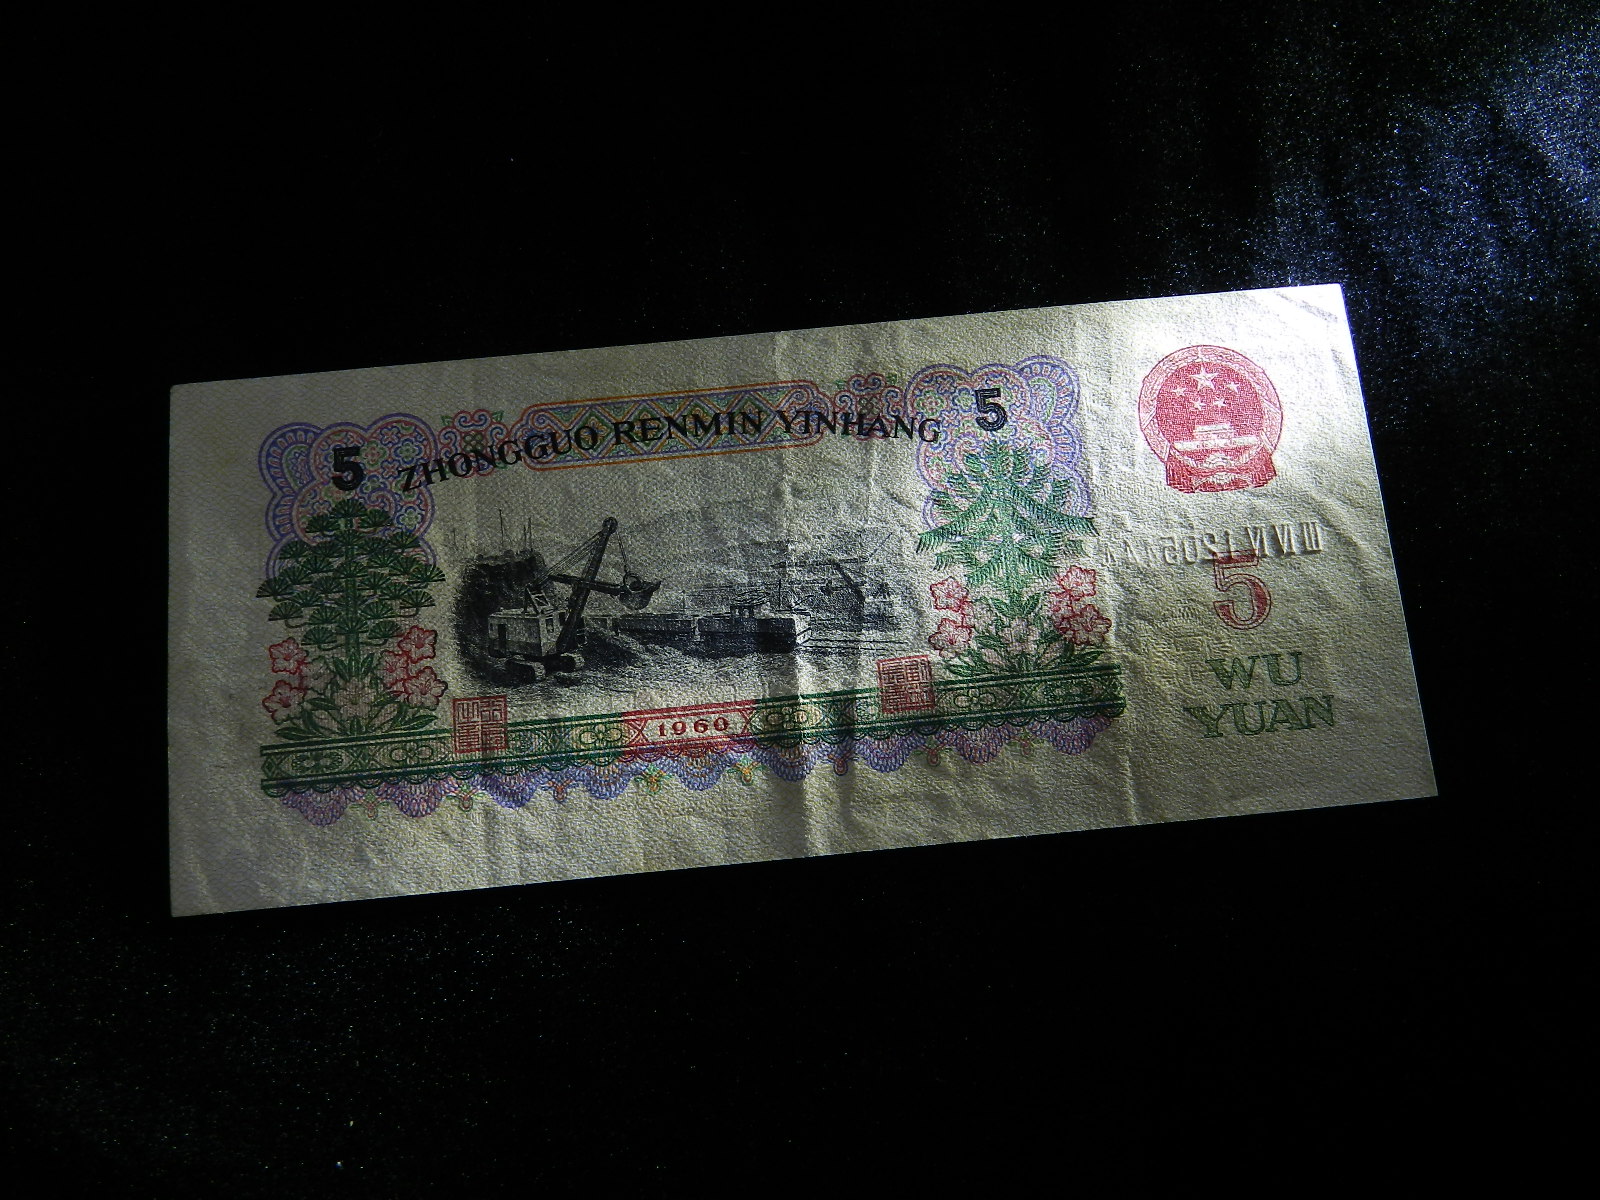 5
ZHONGGUO RENMIN YINHANG
5
5
WU
YUAN
1960